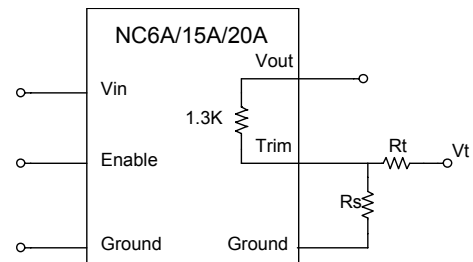 NC6A/15A/20A
Vout
Vin
1.3K
Trim
Rt
Vt
Enable
Rs
Ground
Ground